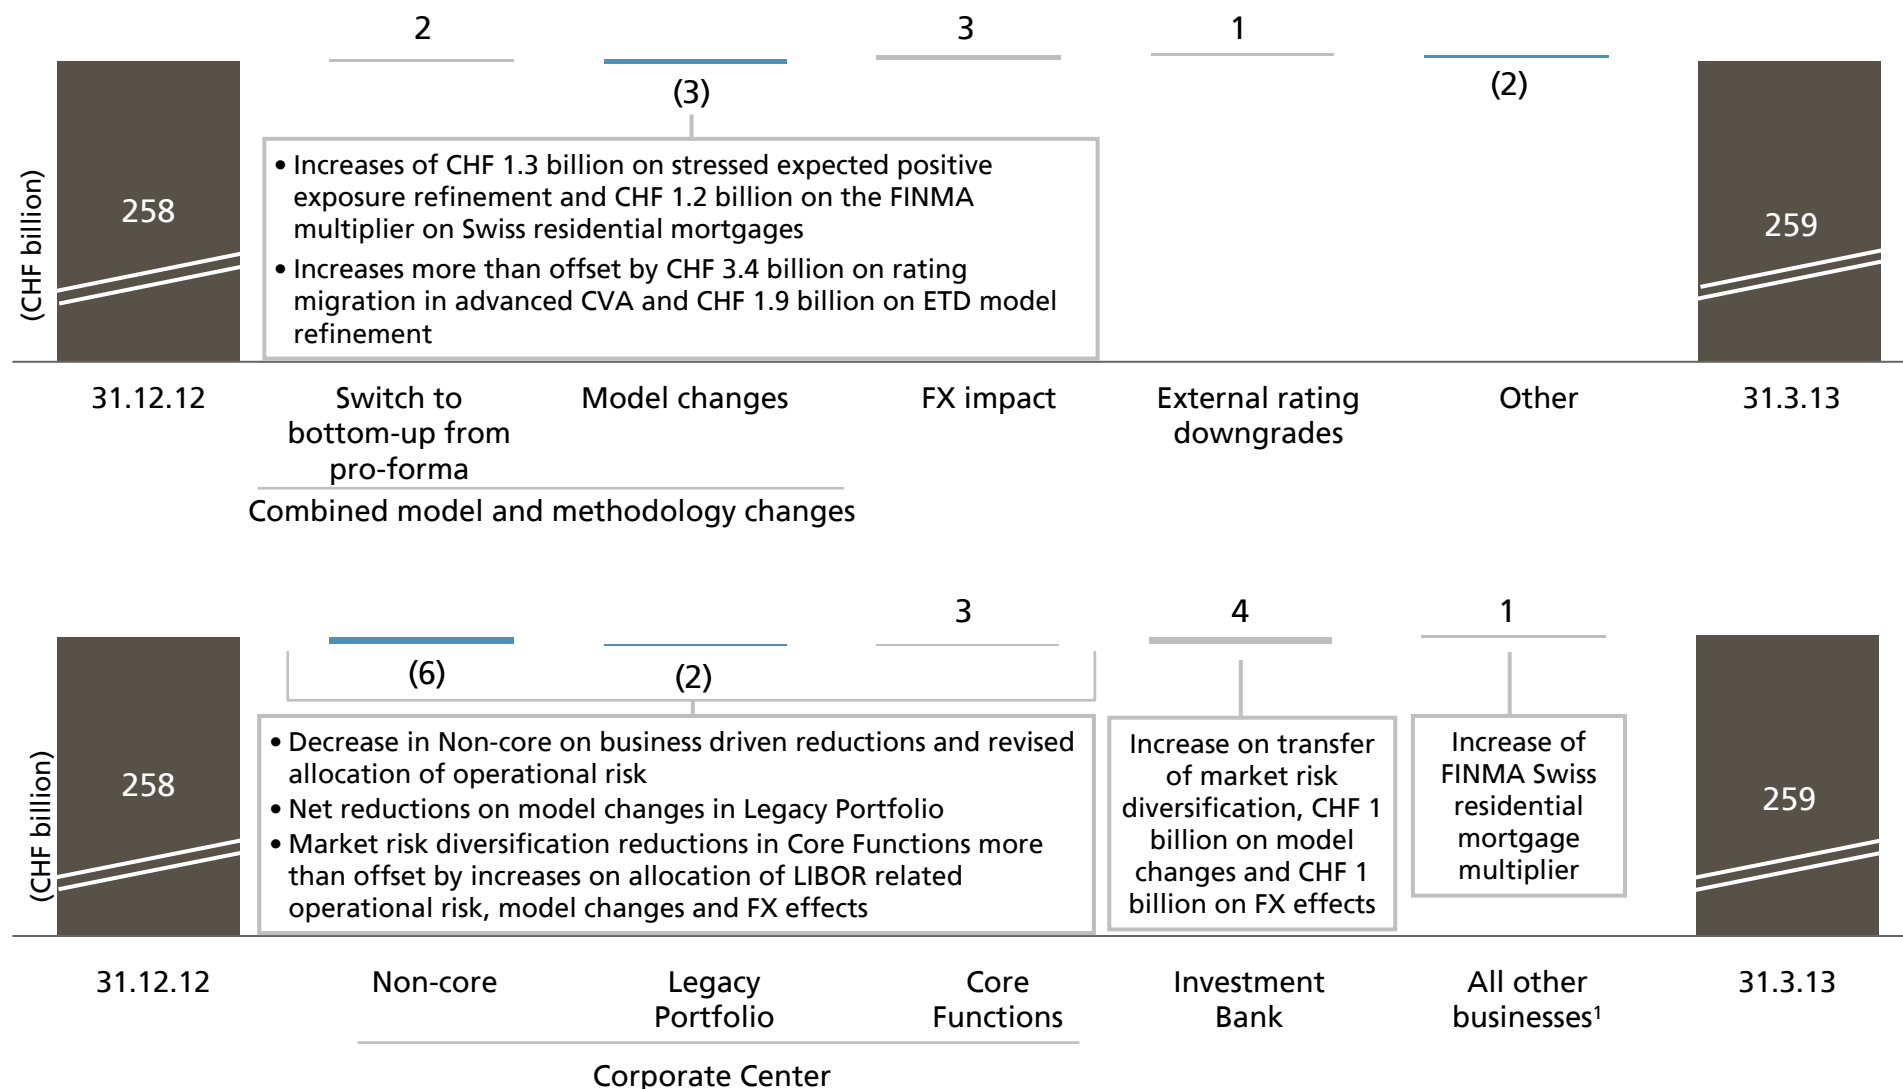 2
3
1
(3)
(2)
(CHF billion)
258
• Increases of CHF 1.3 billion on stressed expected positive
exposure refinement and CHF 1.2 billion on the FINMA
multiplier on Swiss residential mortgages
• Increases more than offset by CHF 3.4 billion on rating
migration in advanced CVA and CHF 1.9 billion on ETD model
refinement
259
31.12.12
Switch to
bottom-up from
pro-forma
Model changes
FX impact
External rating
downgrades
Other
31.3.13
Combined model and methodology changes
3
4
1
(6)
(2)
(CHF billion)
258
• Decrease in Non-core on business driven reductions and revised
allocation of operational risk
• Net reductions on model changes in Legacy Portfolio
• Market risk diversification reductions in Core Functions more
than offset by increases on allocation of LIBOR related
operational risk, model changes and FX effects
Increase on transfer
of market risk
diversification, CHF 1
billion on model
changes and CHF 1
billion on FX effects
Increase of
FINMA Swiss
residential
mortgage
multiplier
259
31.12.12
Non-core
Legacy
Portfolio
Core
Functions
Investment
Bank
All other
businesses¹
31.3.13
Corporate Center